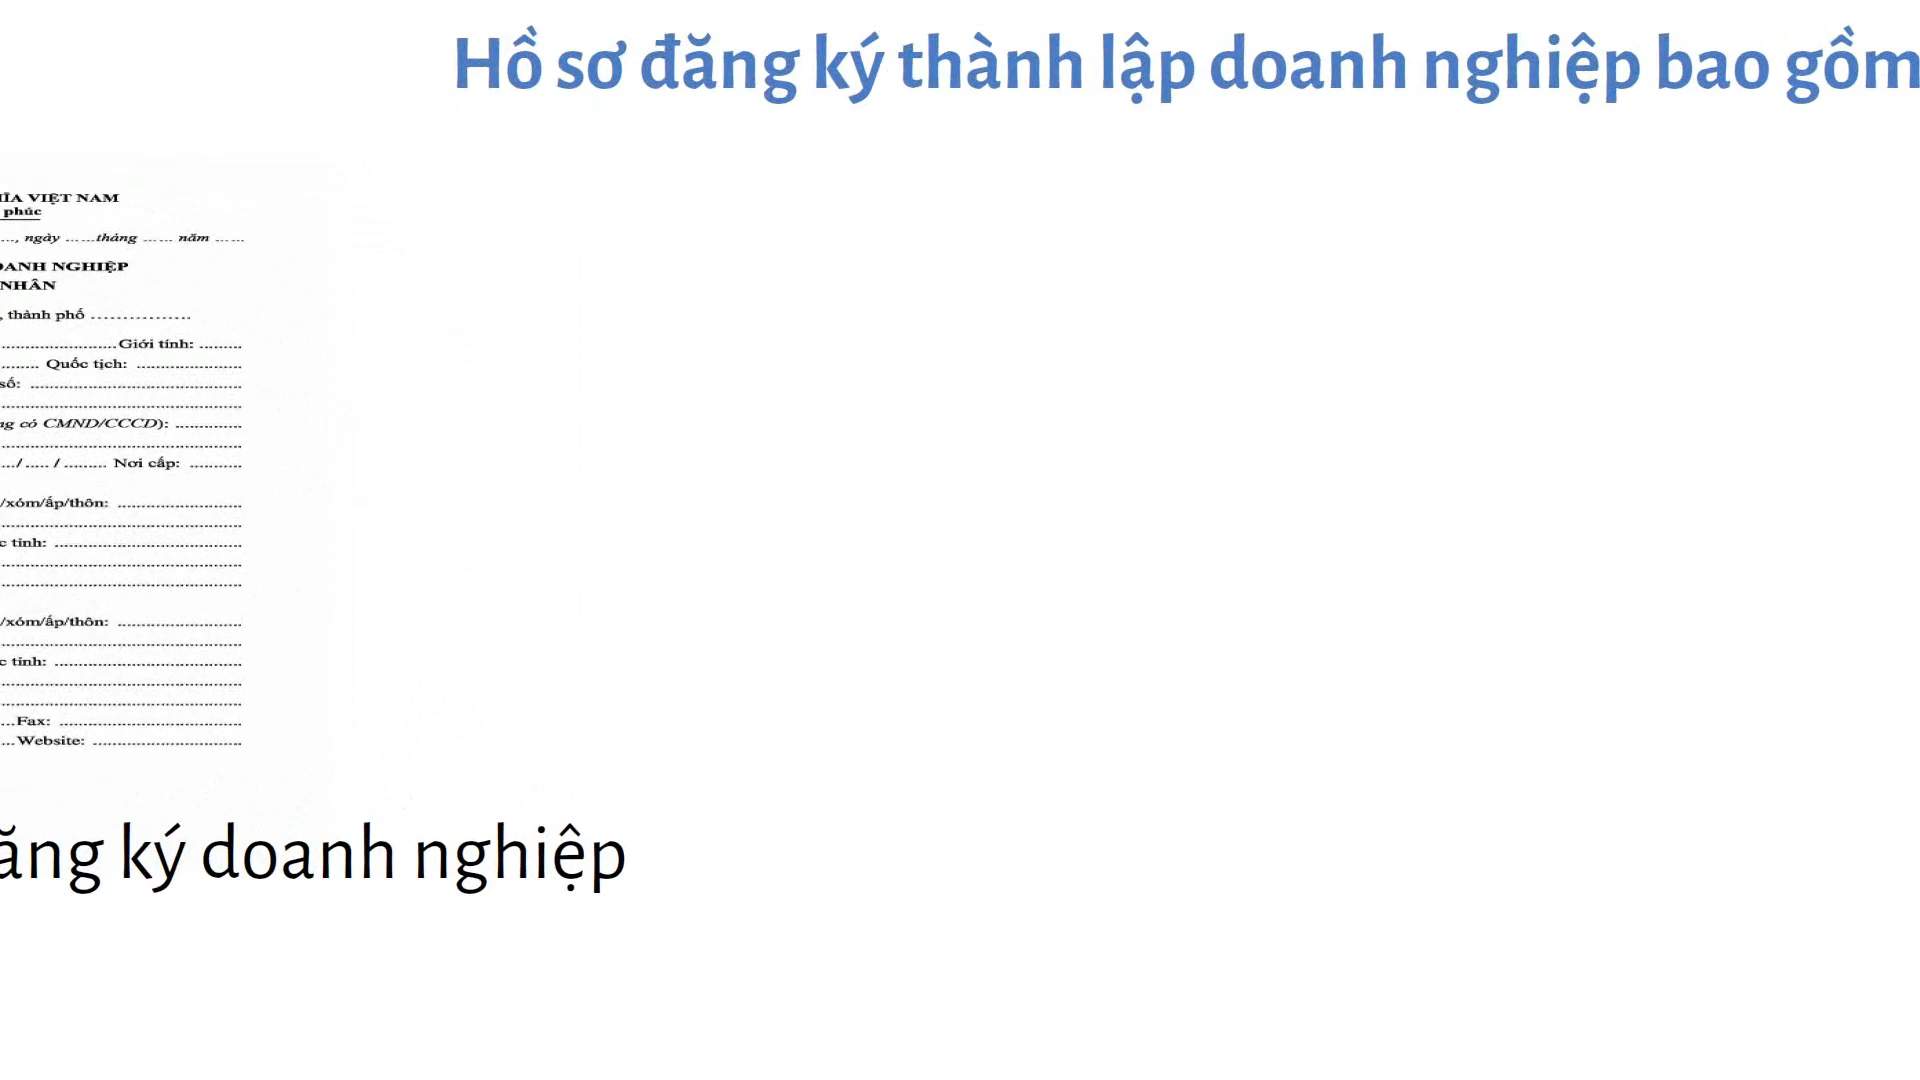 Hồ sơ đăng ký thành lập doanh nghiệp bao gồm
ĨA VIỆT NAM
phúc
...., ngày ......tháng ...... năm ......
OANH NGHIỆP
NHÂN
, thành phố ................
Giới tính: .........
........ Quốc tịch: ..........................
số: ....................................................
ng có CMND/CCCD): ................
.../..... / ......... Nơi cấp: ...........
/xóm/ấp/thôn: ..............................
c tỉnh: ..............................................
/xóm/ấp/thôn: ..............................
c tỉnh: ..............................................
...Fax: .............................................
...Website: .....................................
ăng ký doanh nghiệp